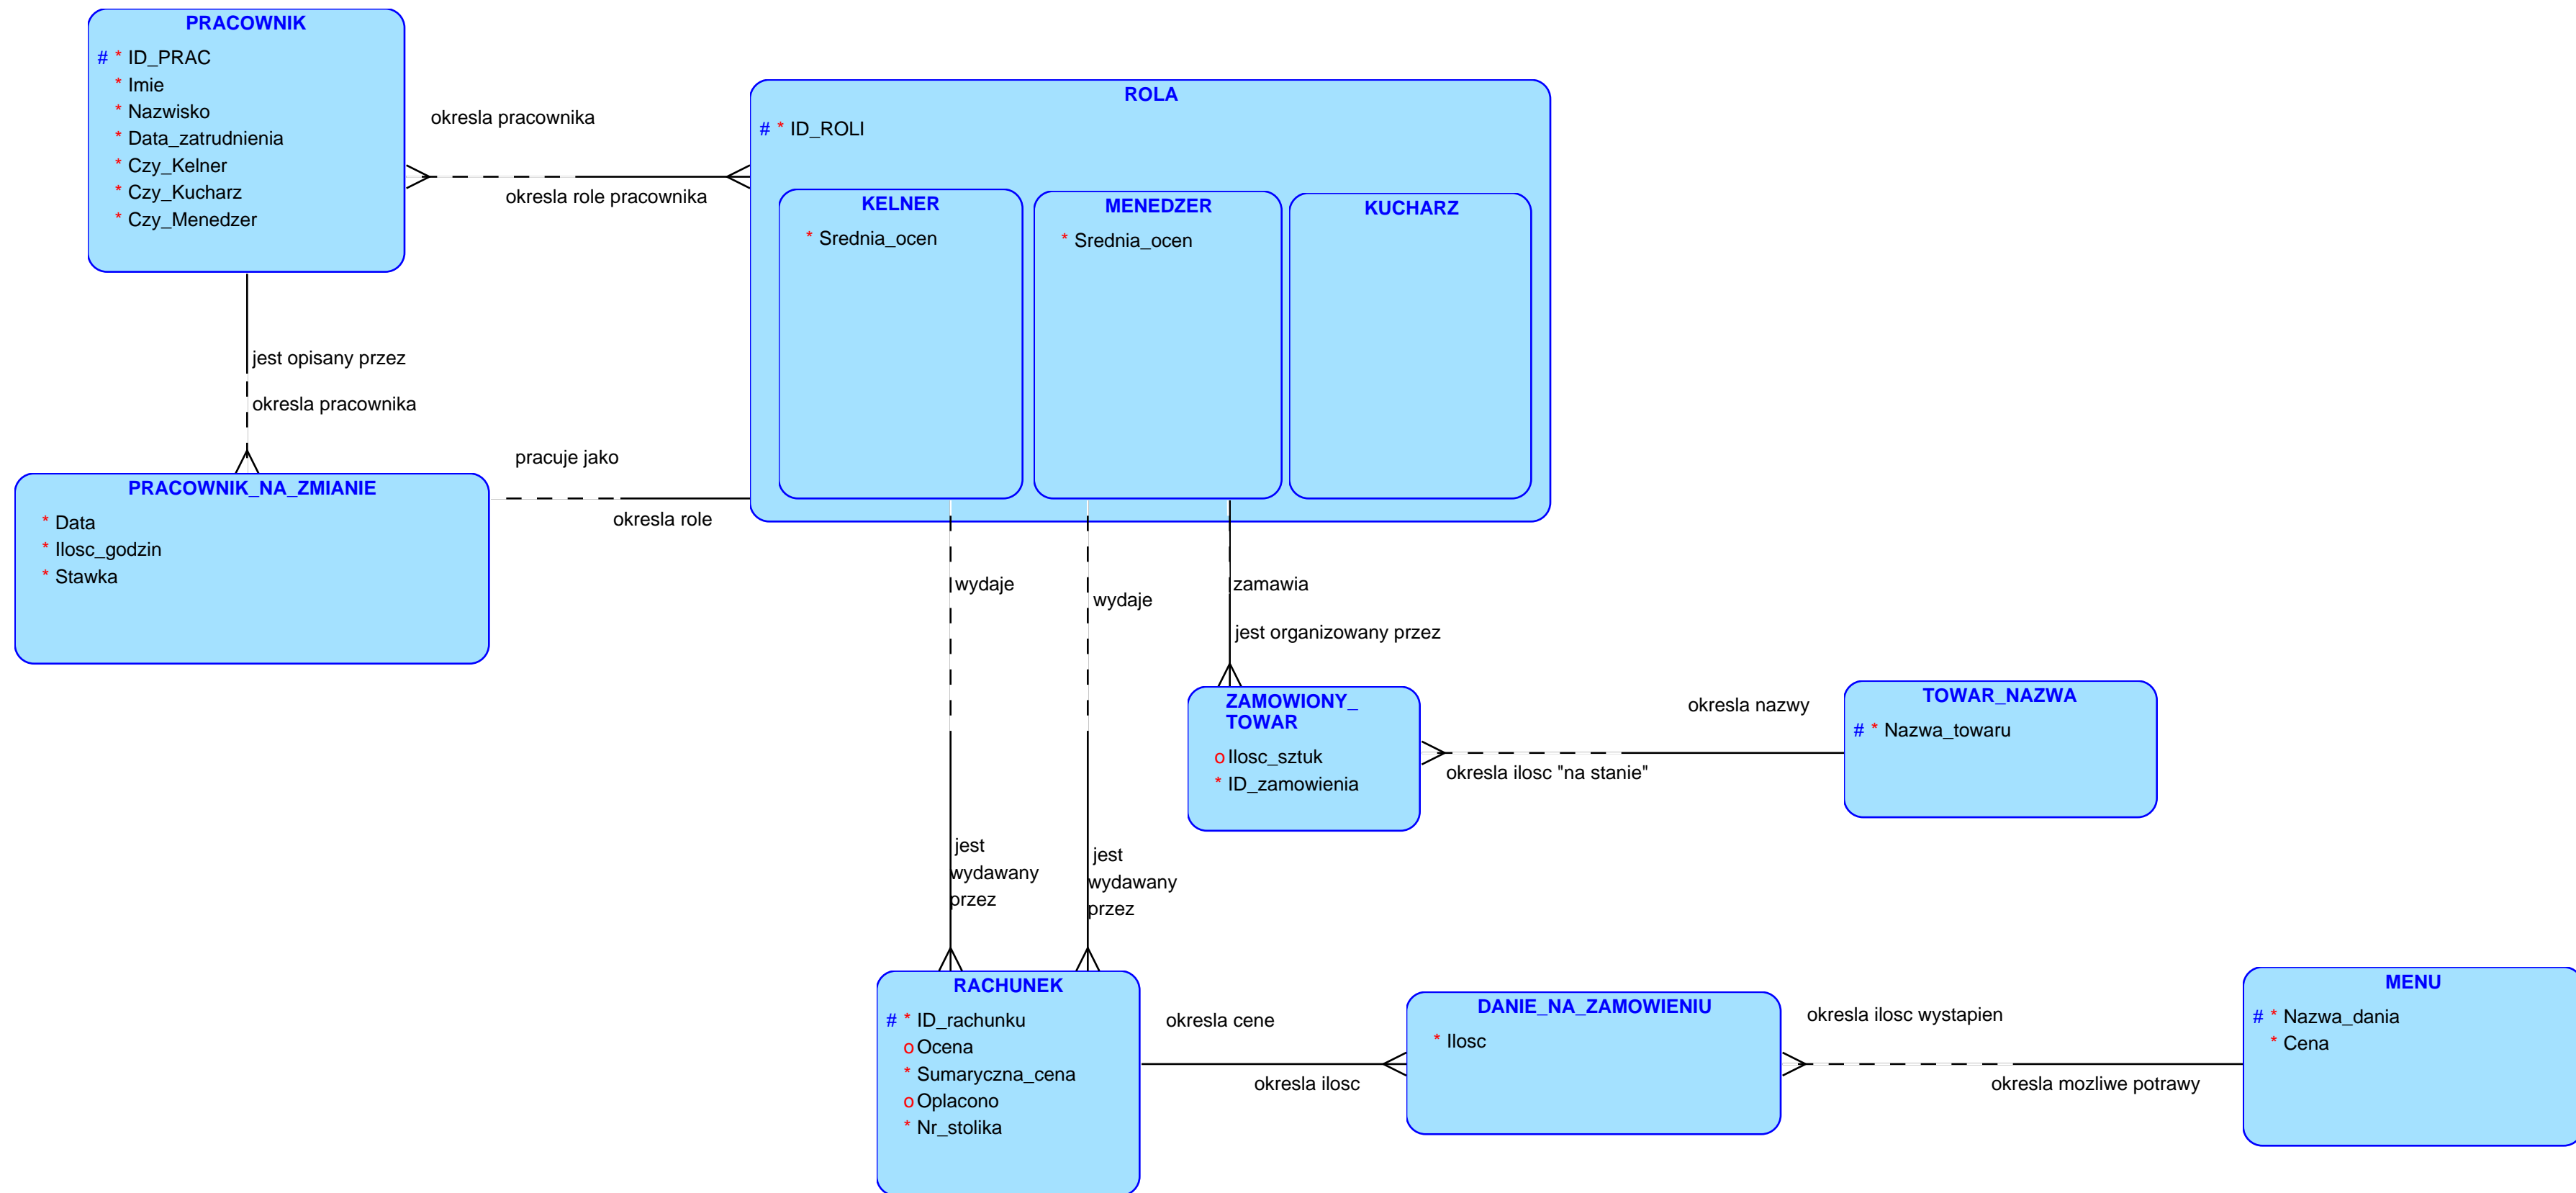 PRACOWNIK
# * ID_PRAC
* Imie
* Nazwisko
* Data_zatrudnienia
* Czy_Kelner
* Czy_Kucharz
* Czy_Menedzer
okresla pracownika
okresla role pracownika
ROLA
# * ID_ROLI
KELNER
* Srednia_ocen
MENEDZER
* Srednia_ocen
KUCHARZ
jest opisany przez
okresla pracownika
pracuje jako
okresla role
PRACOWNIK_NA_ZMIANIE
* Data
* Ilosc_godzin
* Stawka
wydaje
wydaje
zamawia
jest organizowany przez
ZAMOWIONY_
TOWAR
o Ilosc_sztuk
* ID_zamowienia
okresla nazwy
okresla ilosc "na stanie"
TOWAR_NAZWA
# * Nazwa_towaru
jest
wydawany
przez
jest
wydawany
przez
RACHUNEK
# * ID_rachunku
o Ocena
* Sumaryczna_cena
o Oplacono
* Nr_stolika
okresla cene
okresla ilosc
DANIE_NA_ZAMOWIENIU
* Ilosc
okresla ilosc wystapien
okresla mozliwe potrawy
MENU
# * Nazwa_dania
* Cena